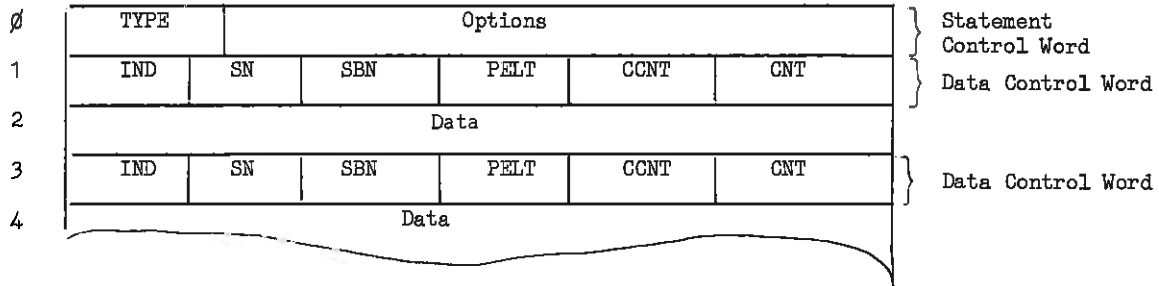 Ø TYPE Options Statement
Control Word
1 IND SN SBN PELT CCNT CNT Data Control Word
2 Data
3 IND SN SBN PELT CCNT CNT Data Control Word
4 Data